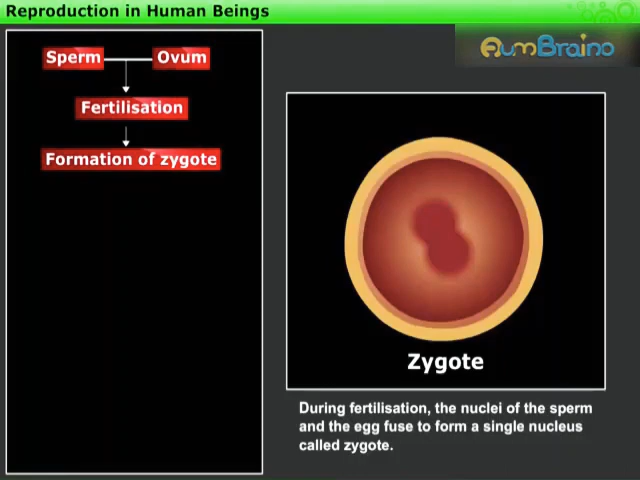 Reproduction in Human Beings
AumBraino
Sperm
Ovum
Fertilisation
Formation of zygote
Zygote
During fertilisation, the nuclei of the sperm
and the egg fuse to form a single nucleus
called zygote.